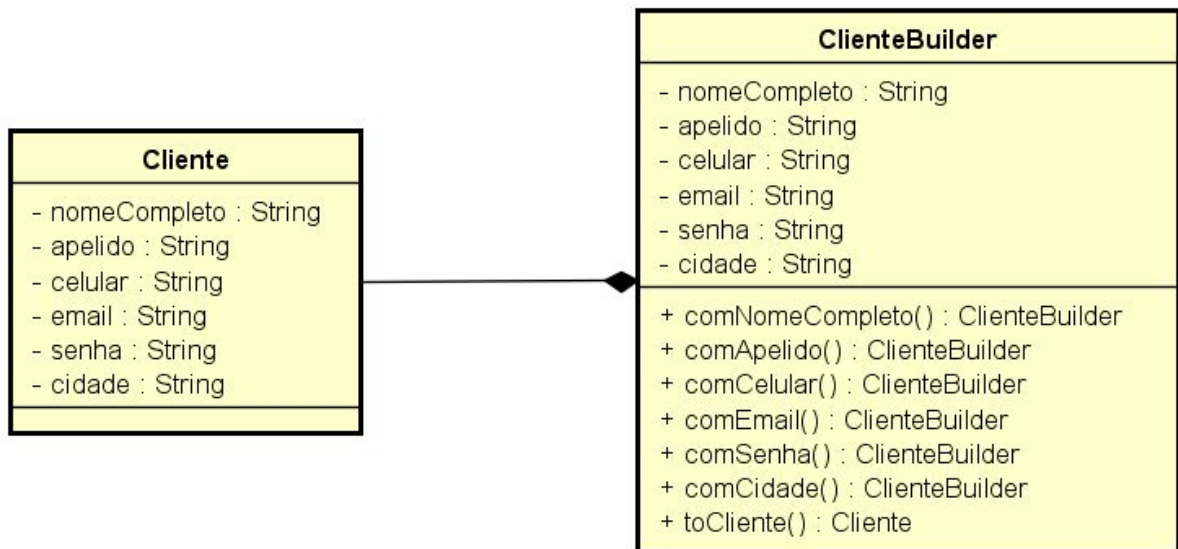 Cliente
- nomeCompleto : String
- apelido : String
- celular : String
- email : String
- senha : String
- cidade : String
ClienteBuilder
- nomeCompleto : String
- apelido : String
- celular : String
- email : String
- senha : String
- cidade : String
+ comNomeCompleto() : ClienteBuilder
+ comApelido() : ClienteBuilder
+ comCelular() : ClienteBuilder
+ comEmail() : ClienteBuilder
+ comSenha() : ClienteBuilder
+ comCidade() : ClienteBuilder
+ toCliente() : Cliente